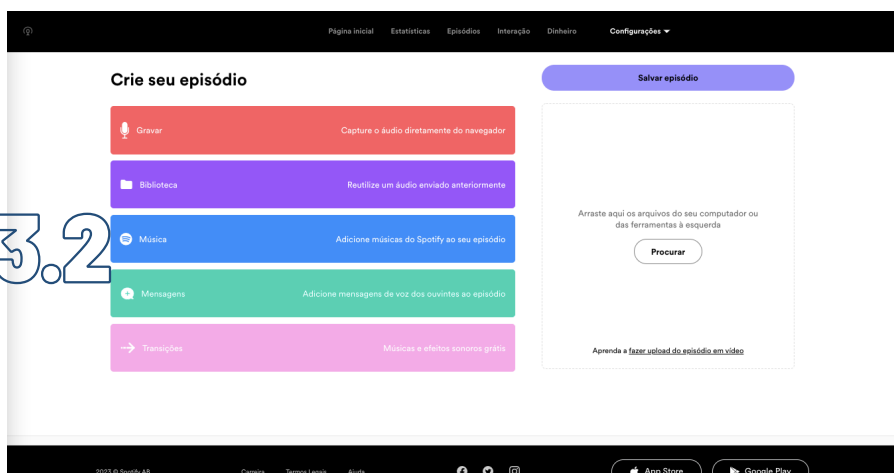 Página inicial Estatísticas Episódios Interação Dinheiro Configurações
Crie seu episódio
Salvar episódio
Gravar Capture o áudio diretamente do navegador
Biblioteca Reutilize um áudio enviado anteriormente
Arraste aqui os arquivos do seu computador ou
das ferramentas à esquerda
3.2
Música Adicione músicas do Spotify ao seu episódio
Procurar
Mensagens Adicione mensagens de voz dos ouvintes ao episódio
Transições Músicas e efeitos sonoros grátis
Aprenda a fazer upload do episódio em vídeo
2023 © Spotify AB Carreira Termos Legais Ajuda App Store Google Play